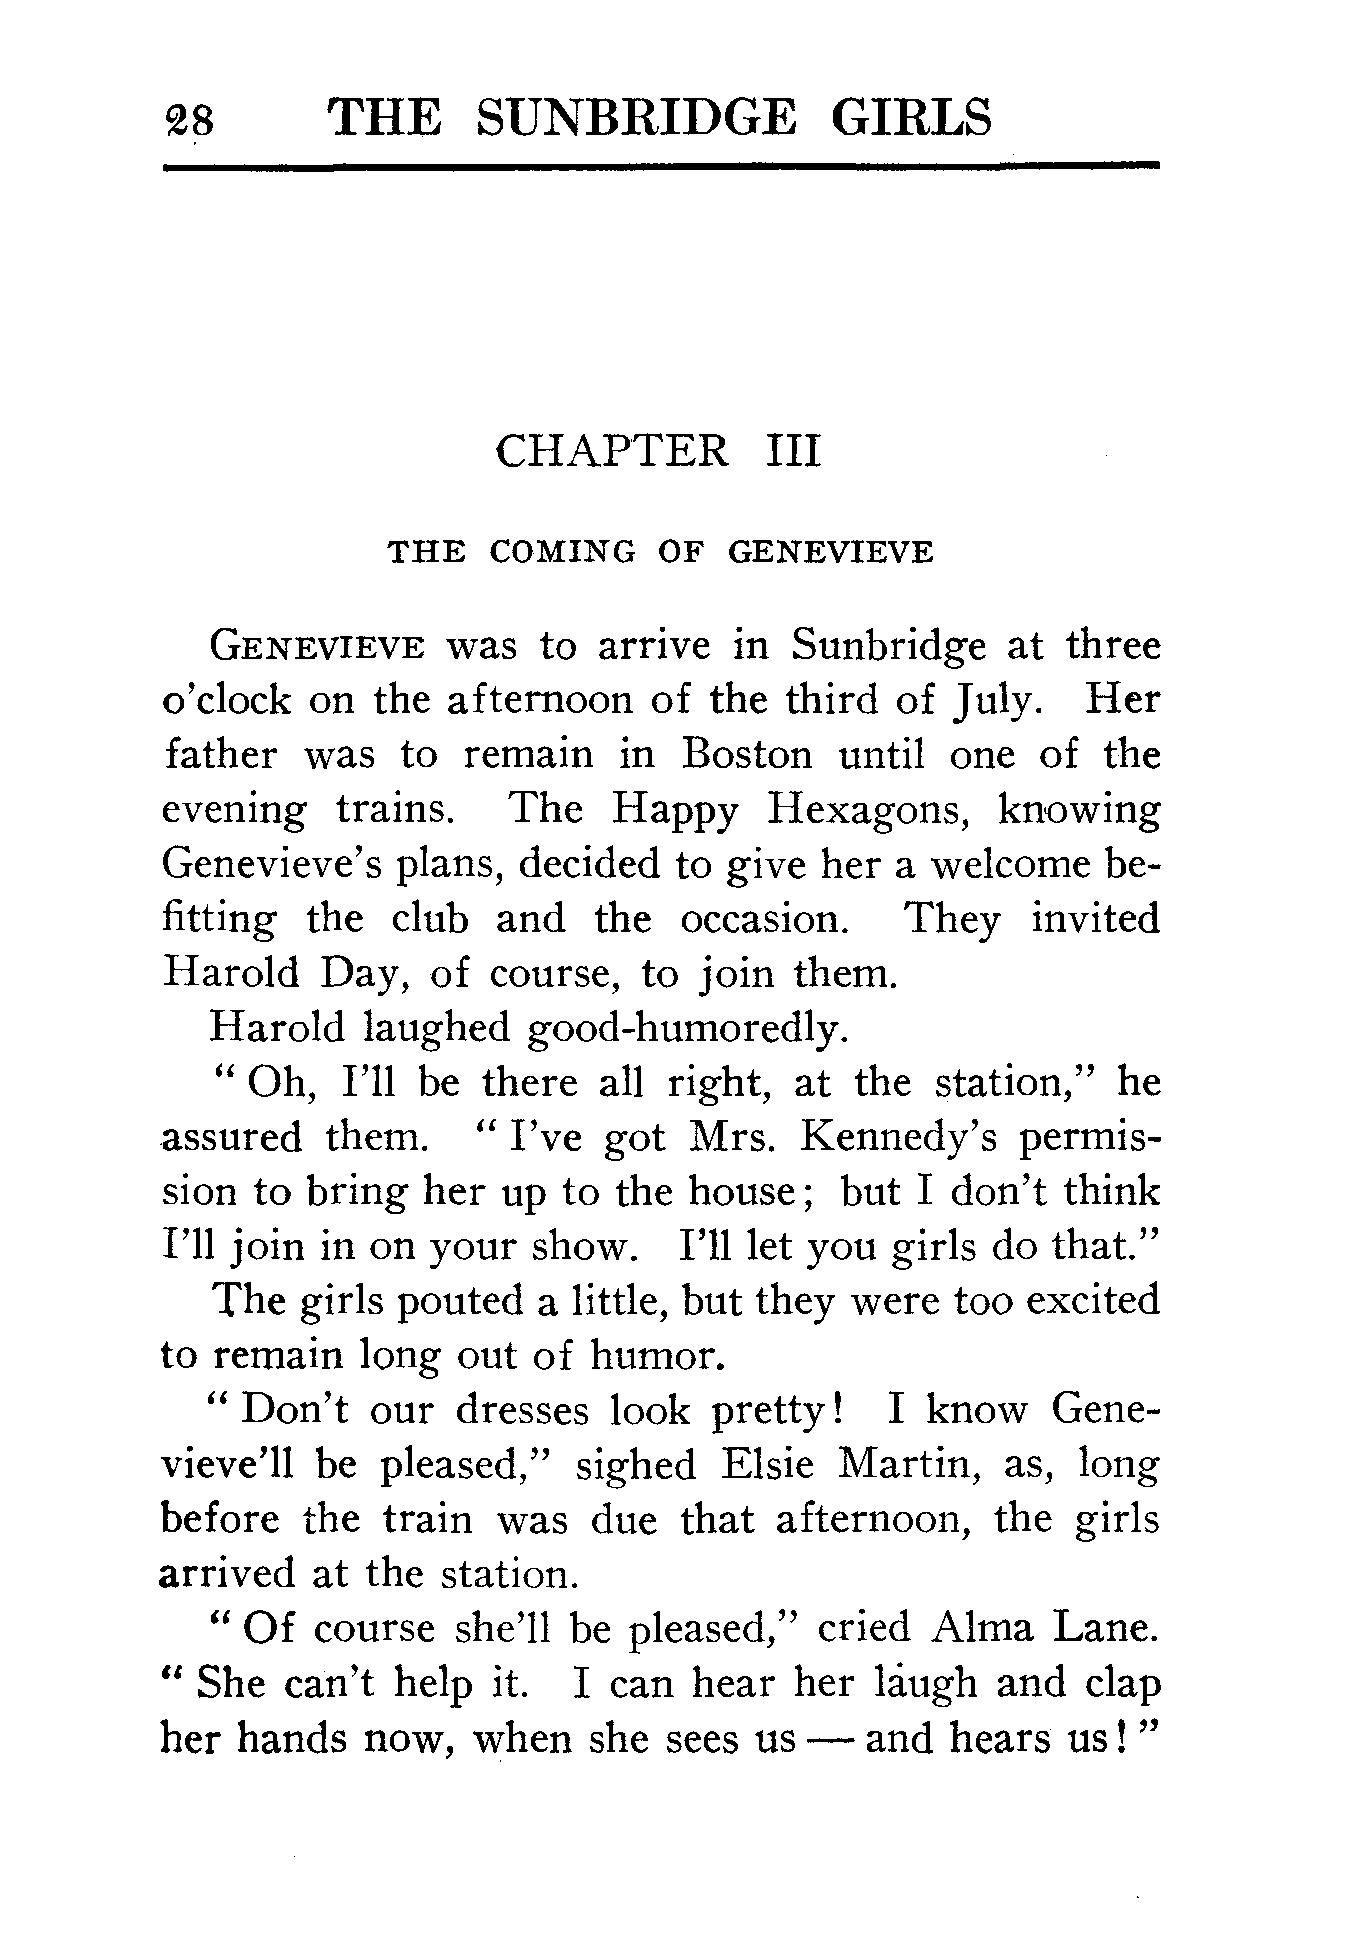 28 THE SUNBRIDGE GIRLS
CHAPTER III
THE COMING OF GENEVIEVE
GENEVIEVE was to arrive in Sunbridge at three
o'clock on the afternoon of the third of July. Her
father was to remain in Boston until one of the
evening trains. The Happy Hexagons, knowing
Genevieve's plans, decided to give her a welcome be-
fitting the club and the occasion. They invited
Harold Day, of course, to join them.
Harold laughed good-humoredly.
" Oh, I'll be there all right, at the station," he
assured them. " I've got Mrs. Kennedy's permis-
sion to bring her up to the house; but I don't think
I'll join in on your show. I'll let you girls do that."
The girls pouted a little, but they were too excited
to remain long out of humor.
" Don't our dresses look pretty! I know Gene-
vieve'll be pleased," sighed Elsie Martin, as, long
before the train was due that afternoon, the girls
arrived at the station.
" Of course she'll be pleased," cried Alma Lane.
" She can't help it. I can hear her laugh and clap
her hands now, when she sees us — and hears us! "